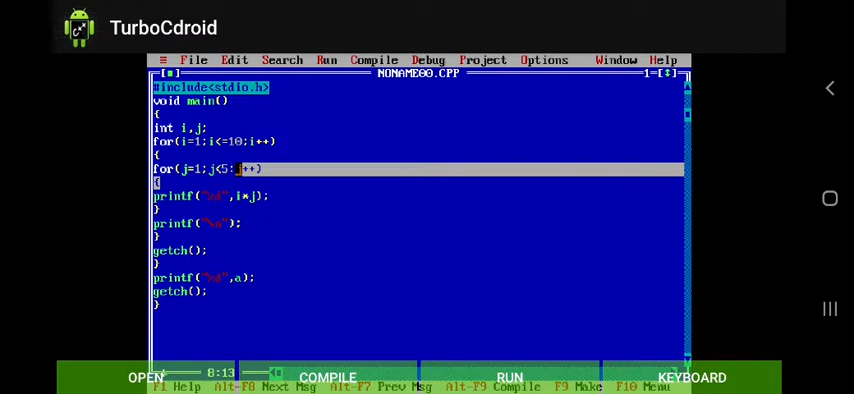 TurboCdroid
≡ File Edit Search Run Compile Debug Project Options Window Help
[■] NONAME00.CPP 1=[↕]
#include<stdio.h>
void main()
{
int i,j;
for(i=1;i<=10;i++)
{
for(j=1;j<5:j++)
{
printf("%d",i*j);
}
printf("\n");
}
getch();
}
printf("%d",a);
getch();
}
8:13
OPEN COMPILE RUN KEYBOARD
F1 Help Alt-F8 Next Msg Alt-F7 Prev Msg Alt-F9 Compile F9 Make F10 Menu